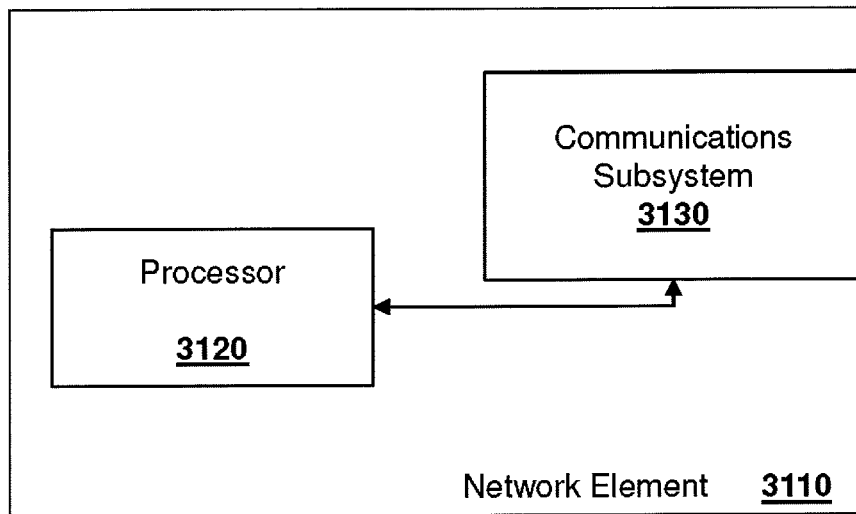 Communications
Subsystem
3130
Processor
3120
Network Element 3110